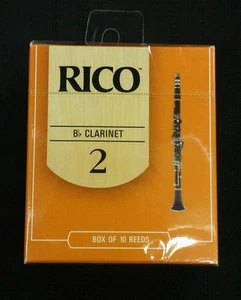 RICO
B♭ CLARINET
2
BOX OF 10 REEDS